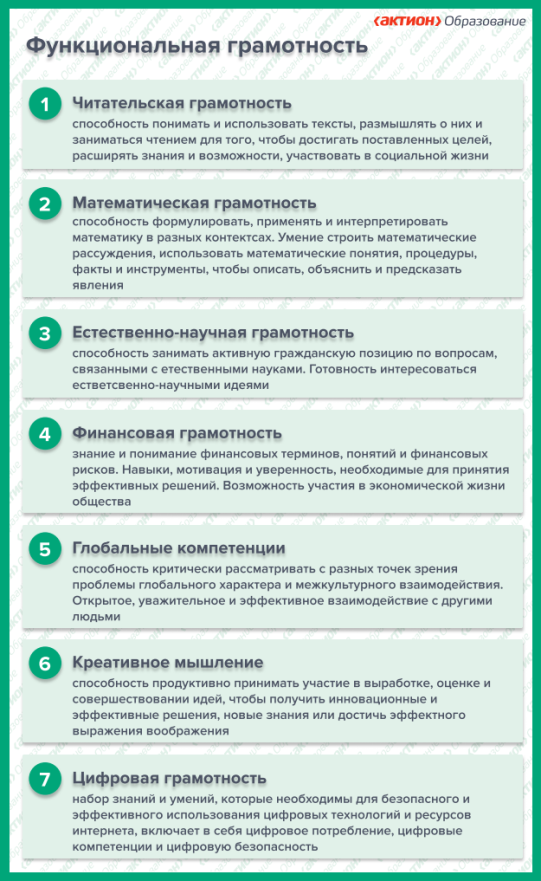 (актион) Образование
Функциональная грамотность
1
Читательская грамотность
способность понимать и использовать тексты, размышлять о них и
заниматься чтением для того, чтобы достигать поставленных целей,
расширять знания и возможности, участвовать в социальной жизни
2
Математическая грамотность
способность формулировать, применять и интерпретировать
математику в разных контектсах. Умение строить математические
рассуждения, использовать математические понятия, процедуры,
факты и инструменты, чтобы описать, объяснить и предсказать
явления
3
Естественно-научная грамотность
способность занимать активную гражданскую позицию по вопросам,
связанными с етественными науками. Готовность интересоваться
естветсвенно-научными идеями
4
Финансовая грамотность
знание и понимание финансовых терминов, понятий и финансовых
рисков. Навыки, мотивация и уверенность, необходимые для принятия
эффективных решений. Возможность участия в экономической жизни
общества
5
Глобальные компетенции
способность критически рассматривать с разных точек зрения
проблемы глобального характера и межкультурного взаимодействия.
Открытое, уважительное и эффективное взаимодействие с другими
людьми
6
Креативное мышление
способность продуктивно принимать участие в выработке, оценке и
совершествовании идей, чтобы получить инновационные и
эффективные решения, новые знания или достичь эффектного
выражения воображения
7
Цифровая грамотность
набор знаний и умений, которые необходимы для безопасного и
эффективного использования цифровых технологий и ресурсов
интернета, включает в себя цифровое потребление, цифровые
компетенции и цифровую безопасность